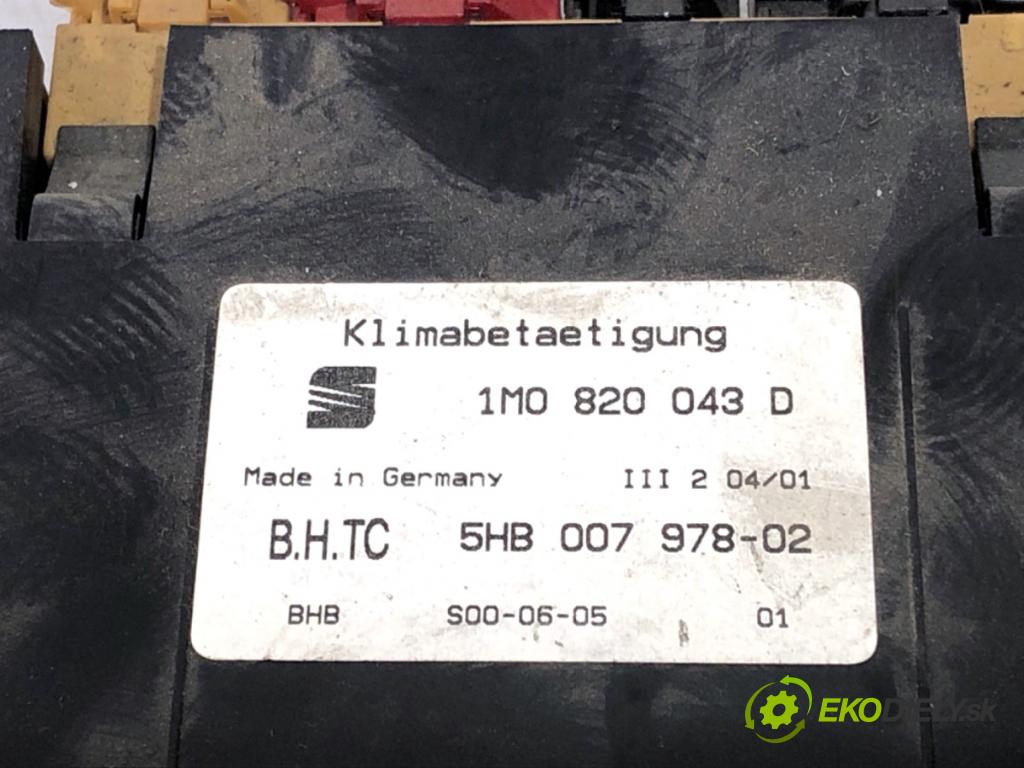 Klimabetaetigung
1M0 820 043 D
Made in Germany III 2 04/01
B.H.TC 5HB 007 978-02
BHB S00-06-05 01
EKODIELY.sk